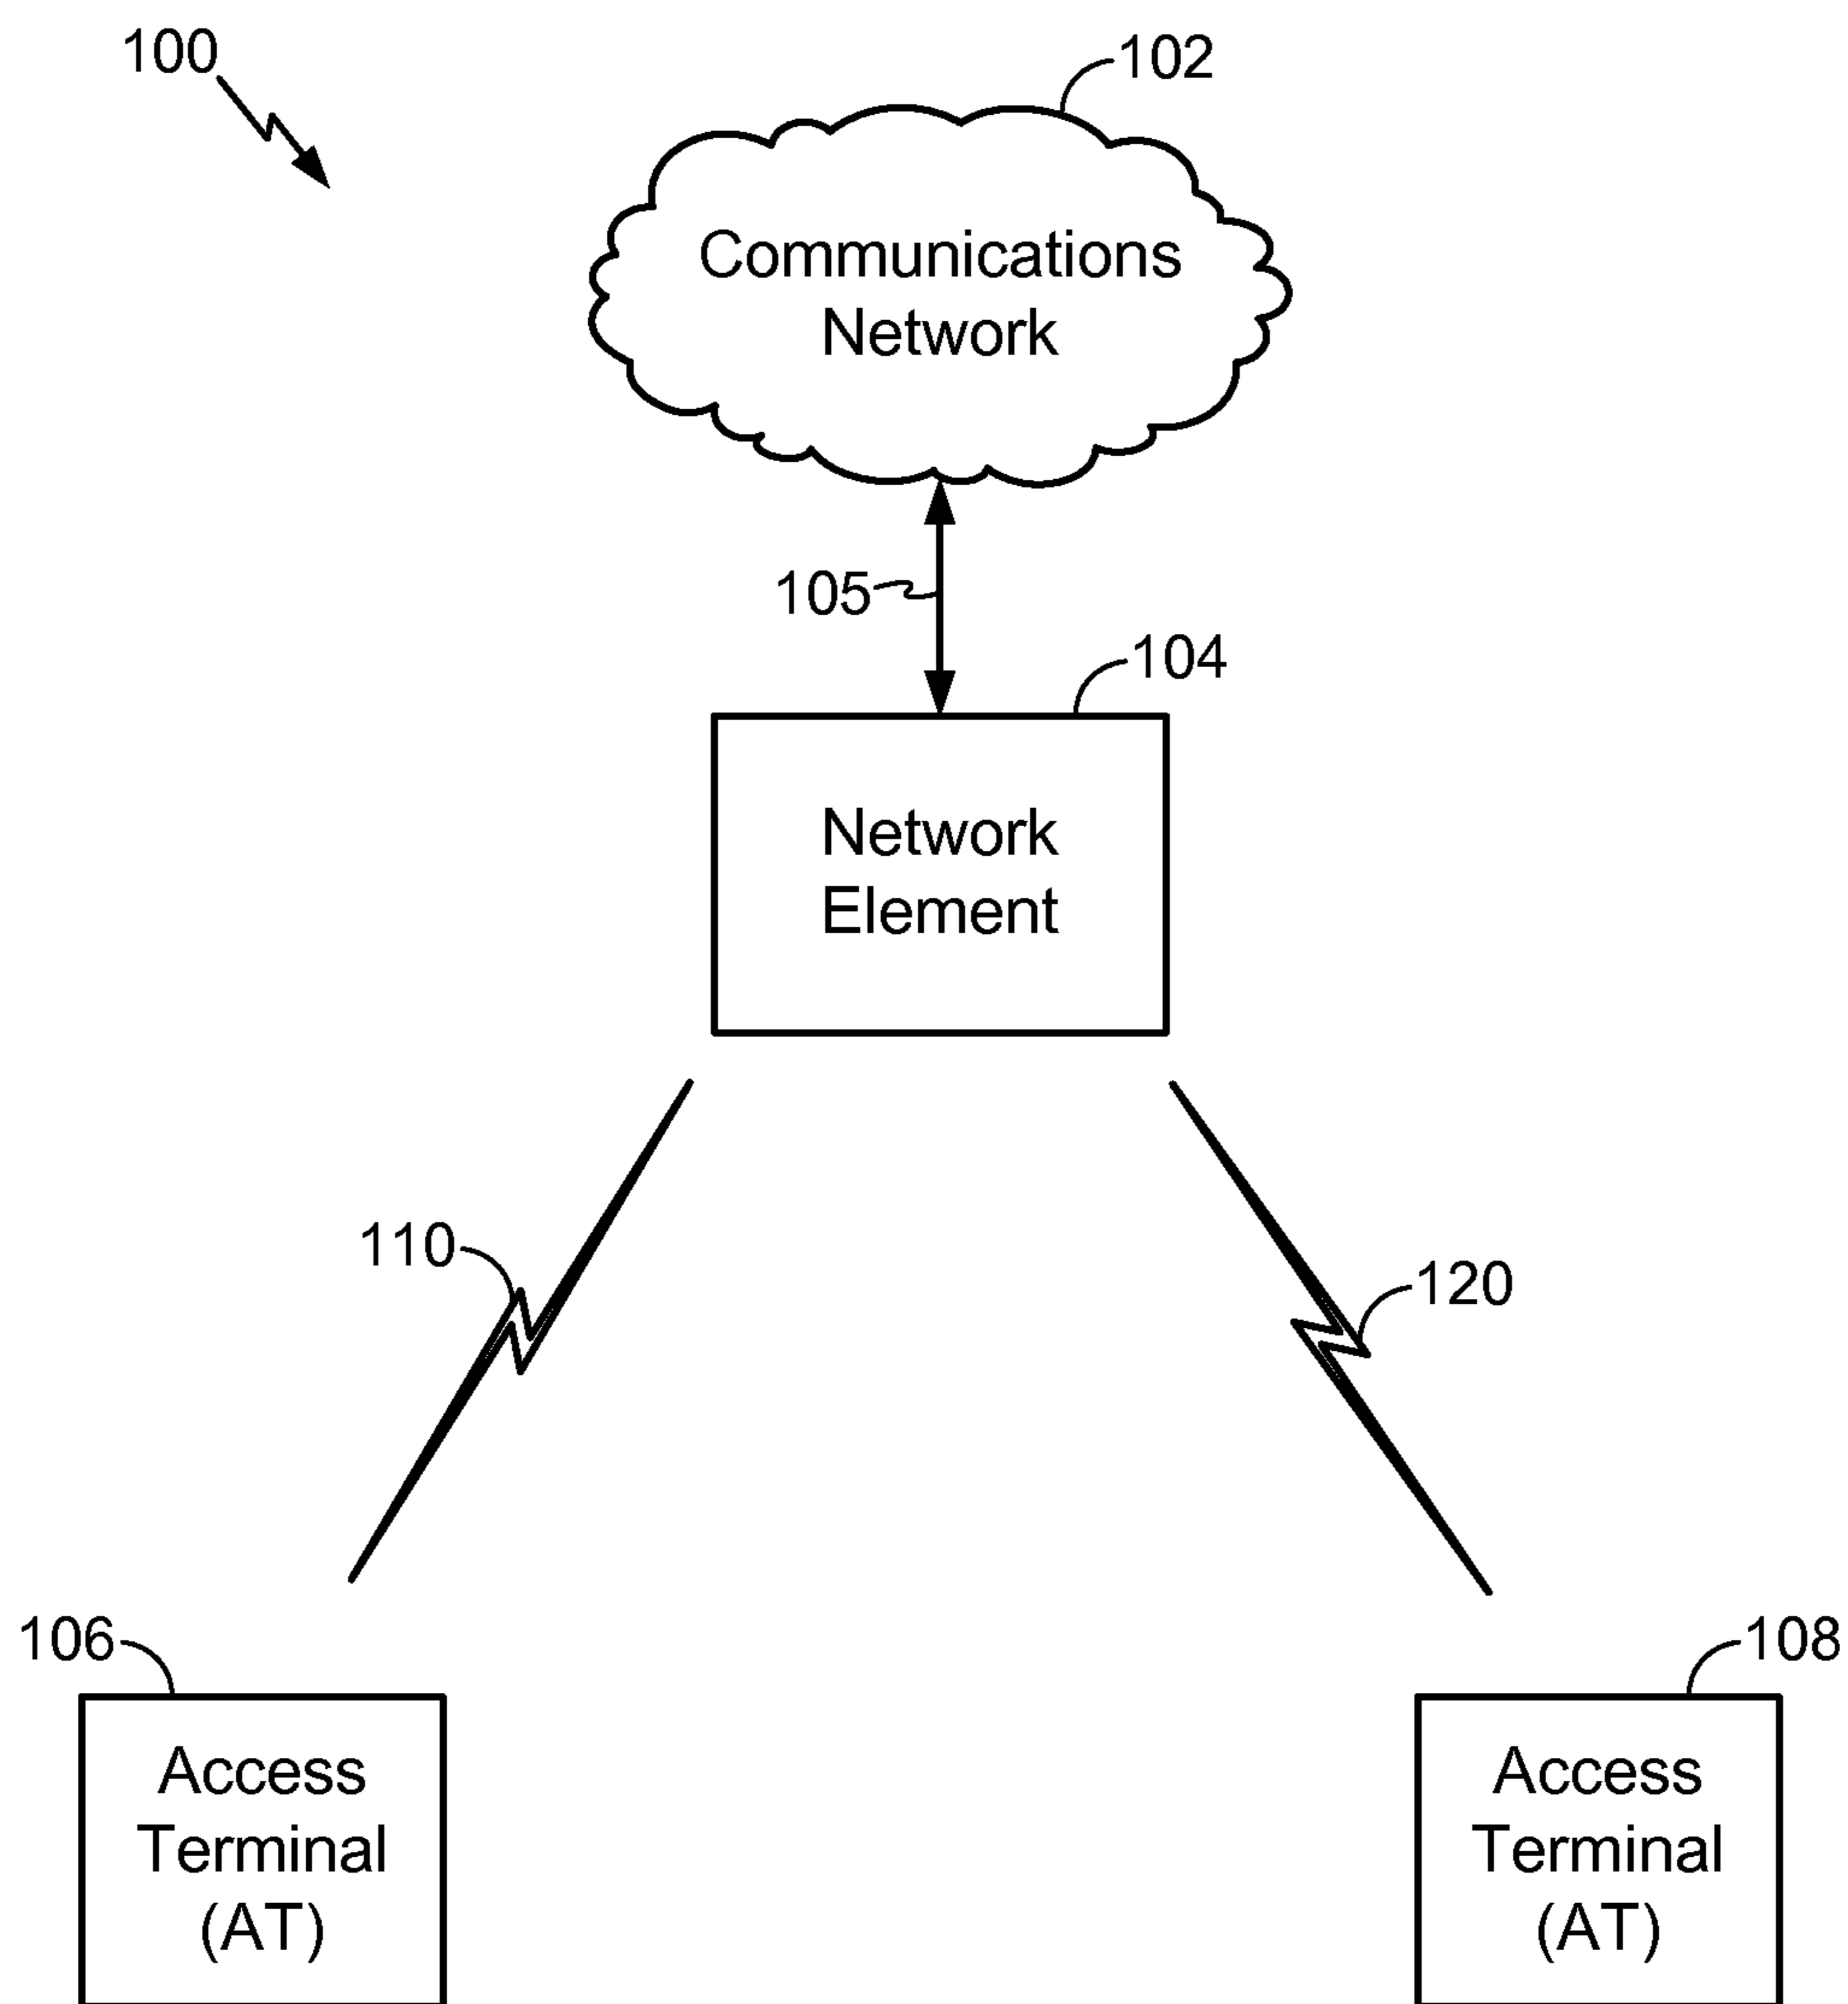 100
102
Communications
Network
105
104
Network
Element
110
120
106
108
Access
Terminal
(AT)
Access
Terminal
(AT)